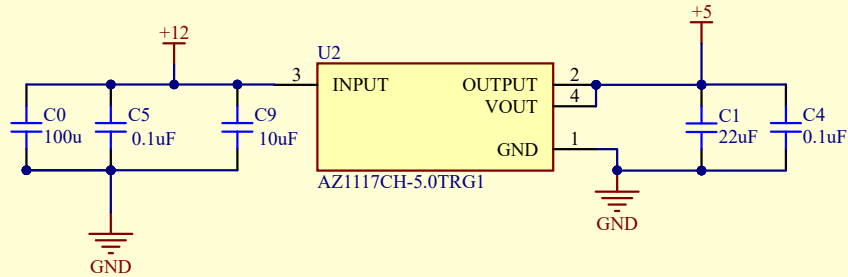 +12
+5
U2
3 INPUT OUTPUT 2
VOUT 4
GND 1
AZ1117CH-5.0TRG1
C0
100u
C5
0.1uF
C9
10uF
C1
22uF
C4
0.1uF
GND
GND